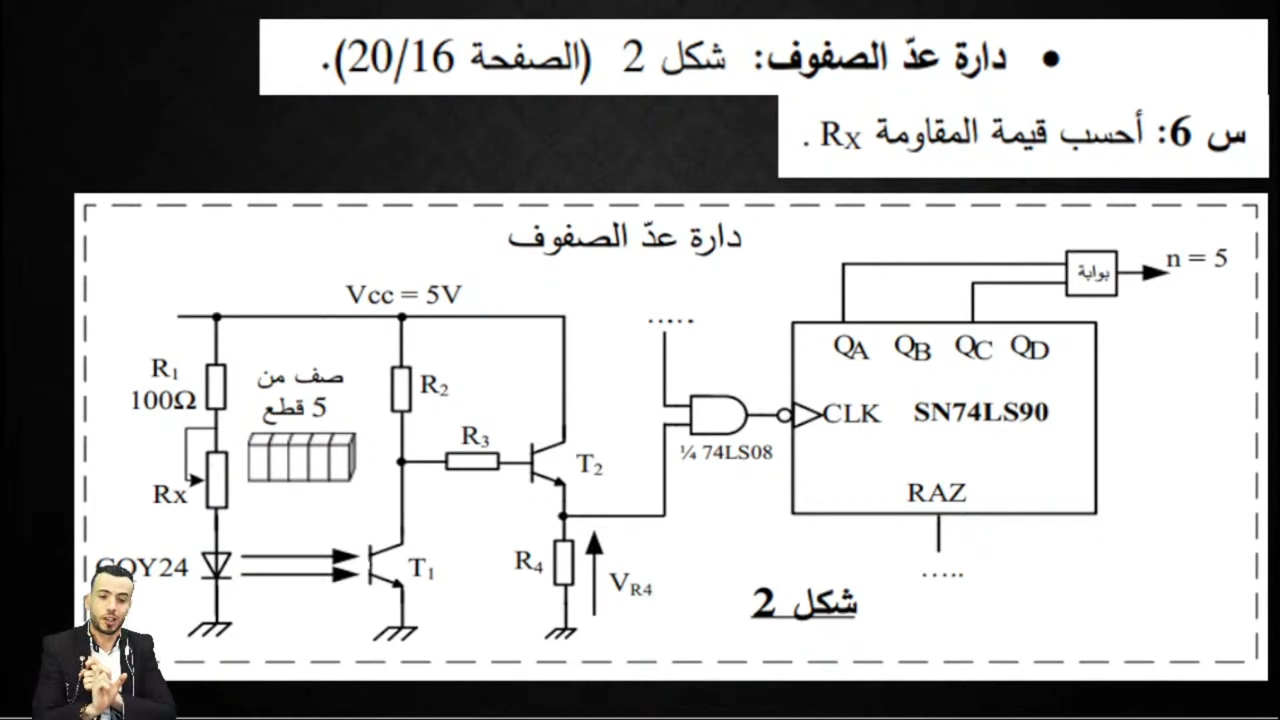 • دارة عدّ الصفوف: شكل 2 (الصفحة 20/16).
س 6: أحسب قيمة المقاومة Rx .
دارة عدّ الصفوف
Vcc = 5V
R1
100Ω
صف من
5 قطع
R2
R3
T2
Rx
CQY24
T1
R4
VR4
.....
¼ 74LS08
بوابة
n = 5
QA QB QC QD
CLK SN74LS90
RAZ
.....
شكل 2